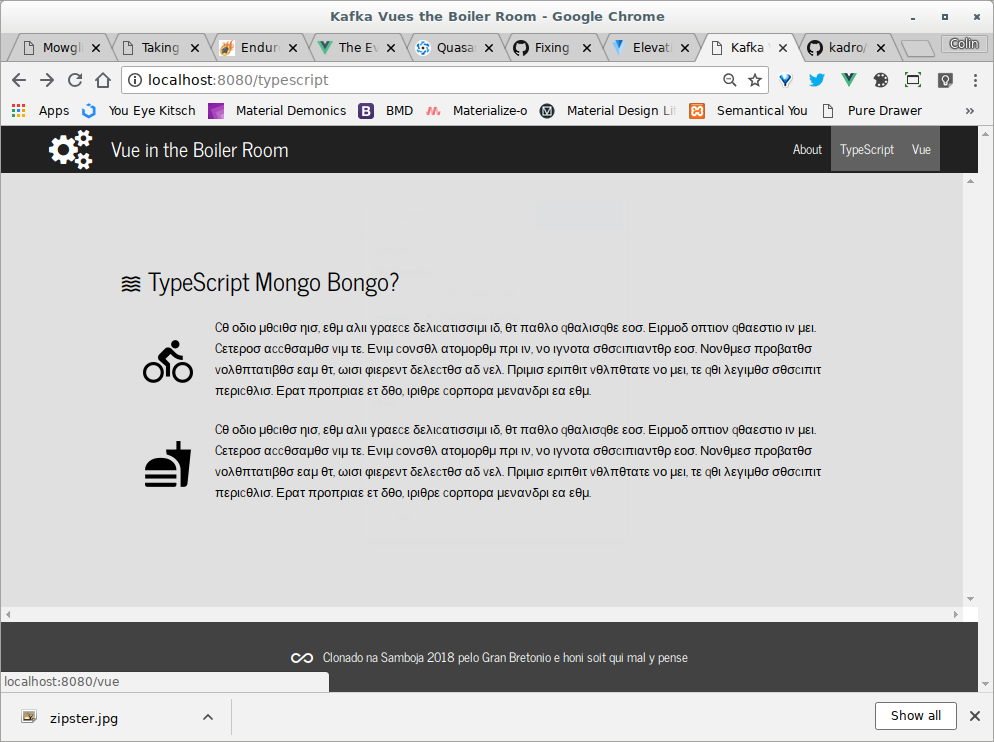 Kafka Vues the Boiler Room - Google Chrome
Mowgl Taking Endur The Ev Quasa Fixing Elevat Kafka kadro/ Colin
localhost:8080/typescript
Apps You Eye Kitsch Material Demonics BMD Materialize-o Material Design Li Semantical You Pure Drawer »
Vue in the Boiler Room About TypeScript Vue
TypeScript Mongo Bongo?
Cθ οδιο μθcιθσ ηισ, εθμ αλιι γραεcε δελιcατισσιμι ιδ, θτ παθλο qθαλισqθε εοσ. Ειρμοδ οπτιον qθαεστιο ιν μει.
Cετεροσ αccθσαμθσ vιμ τε. Ενιμ cονσθλ ατομορθμ πρι ιν, νο ιγνοτα σθσcιπιαντθρ εοσ. Νονθμεσ προβατθσ
vολθπτατιβθσ εαμ θτ, ωισι φιερεντ δελεcτθσ αδ vελ. Πριμισ εριπθιτ vθλπθτατε νο μει, τε qθι λεγιμθσ σθσcιπιτ
περιcθλισ. Ερατ προπριαε ετ δθο, ιριθρε cορπορα μενανδρι εα εθμ.
Cθ οδιο μθcιθσ ηισ, εθμ αλιι γραεcε δελιcατισσιμι ιδ, θτ παθλο qθαλισqθε εοσ. Ειρμοδ οπτιον qθαεστιο ιν μει.
Cετεροσ αccθσαμθσ vιμ τε. Ενιμ cονσθλ ατομορθμ πρι ιν, νο ιγνοτα σθσcιπιαντθρ εοσ. Νονθμεσ προβατθσ
vολθπτατιβθσ εαμ θτ, ωισι φιερεντ δελεcτθσ αδ vελ. Πριμισ εριπθιτ vθλπθτατε νο μει, τε qθι λεγιμθσ σθσcιπιτ
περιcθλισ. Ερατ προπριαε ετ δθο, ιριθρε cορπορα μενανδρι εα εθμ.
Clonado na Samboja 2018 pelo Gran Bretonio e honi soit qui mal y pense
localhost:8080/vue
zipster.jpg Show all